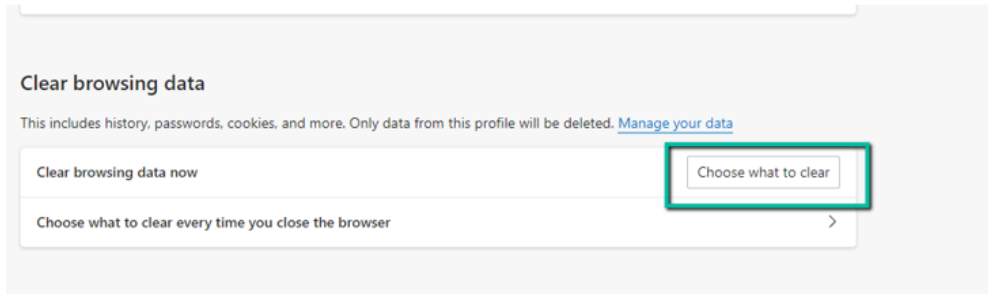 Clear browsing data
This includes history, passwords, cookies, and more. Only data from this profile will be deleted. Manage your data
Clear browsing data now
Choose what to clear
Choose what to clear every time you close the browser